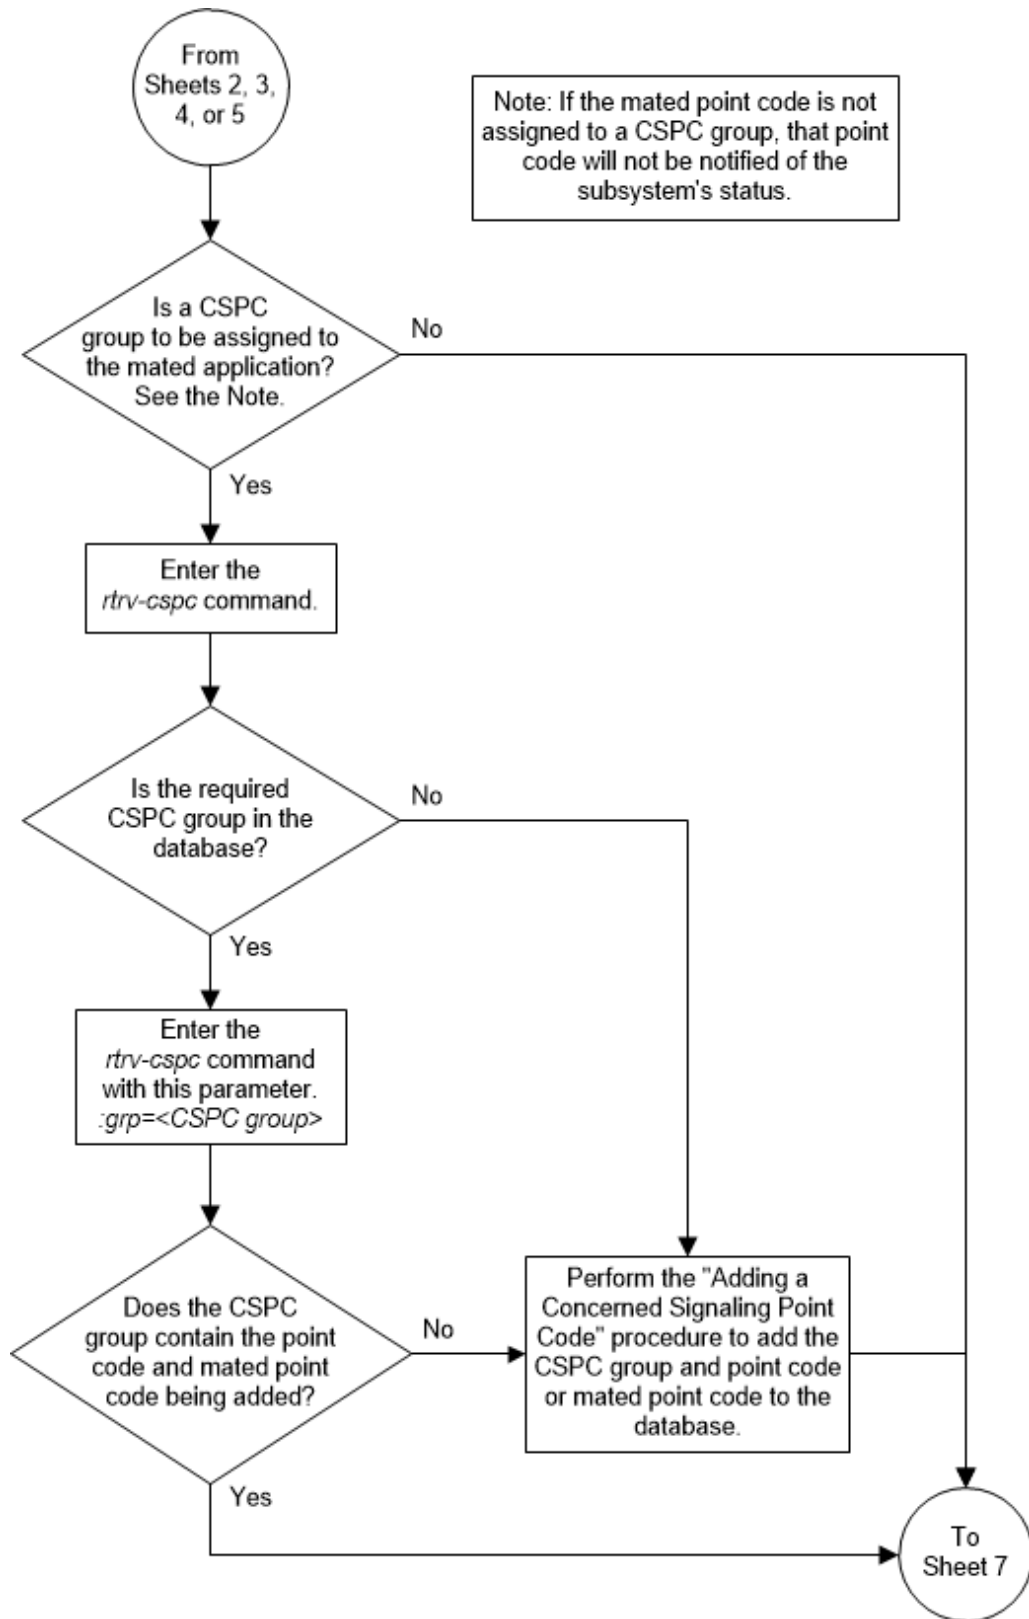 From
Sheets 2, 3,
4, or 5
Note: If the mated point code is not
assigned to a CSPC group, that point
code will not be notified of the
subsystem's status.
Is a CSPC
group to be assigned to
the mated application?
See the Note.
No
Yes
Enter the
rtrv-cspc command.
Is the required
CSPC group in the
database?
No
Yes
Enter the
rtrv-cspc command
with this parameter.
:grp=<CSPC group>
Does the CSPC
group contain the point
code and mated point
code being added?
No
Perform the "Adding a
Concerned Signaling Point
Code" procedure to add the
CSPC group and point code
or mated point code to the
database.
Yes
To
Sheet 7